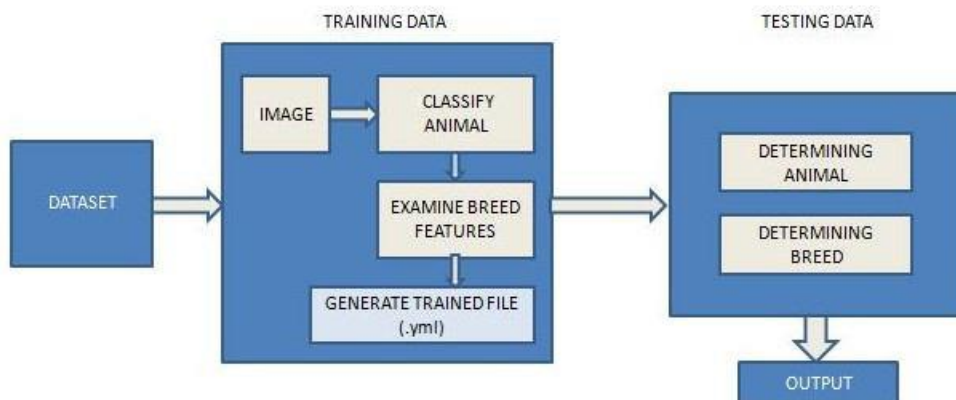 TRAINING DATA
TESTING DATA
DATASET
IMAGE
CLASSIFY
ANIMAL
EXAMINE BREED
FEATURES
GENERATE TRAINED FILE
(.yml)
DETERMINING
ANIMAL
DETERMINING
BREED
OUTPUT